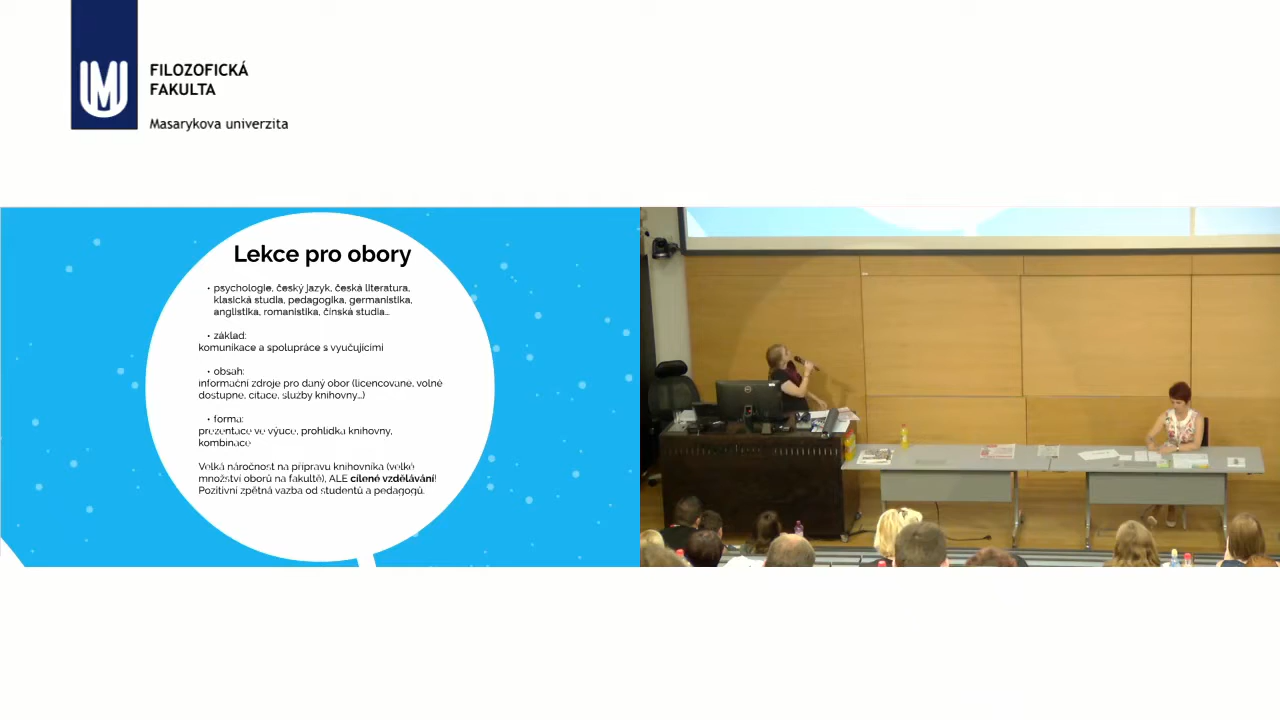 FILOZOFICKÁ
FAKULTA
Masarykova univerzita
Lekce pro obory
• psychologie, český jazyk, česká literatura,
klasická studia, pedagogika, germanistika,
anglistika, romanistika, čínská studia...
• základ:
komunikace a spolupráce s vyučujícími
• obsah:
informační zdroje pro daný obor (licencované, volně
dostupné, citace, služby knihovny...)
• forma:
prezentace ve výuce, prohlídka knihovny,
kombinace
Velká náročnost na přípravu knihovníka (velké
množství oborů na fakultě), ALE cílené vzdělávání!
Pozitivní zpětná vazba od studentů a pedagogů.